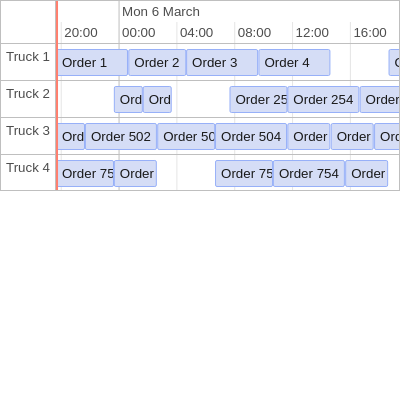 Mon 6 March
20:00 00:00 04:00 08:00 12:00 16:00
Truck 1 Order 1 Order 2 Order 3 Order 4
Truck 2 Ord Ord Order 25 Order 254 Order
Truck 3 Ord Order 502 Order 50 Order 504 Order Order Ord
Truck 4 Order 75 Order Order 75 Order 754 Order